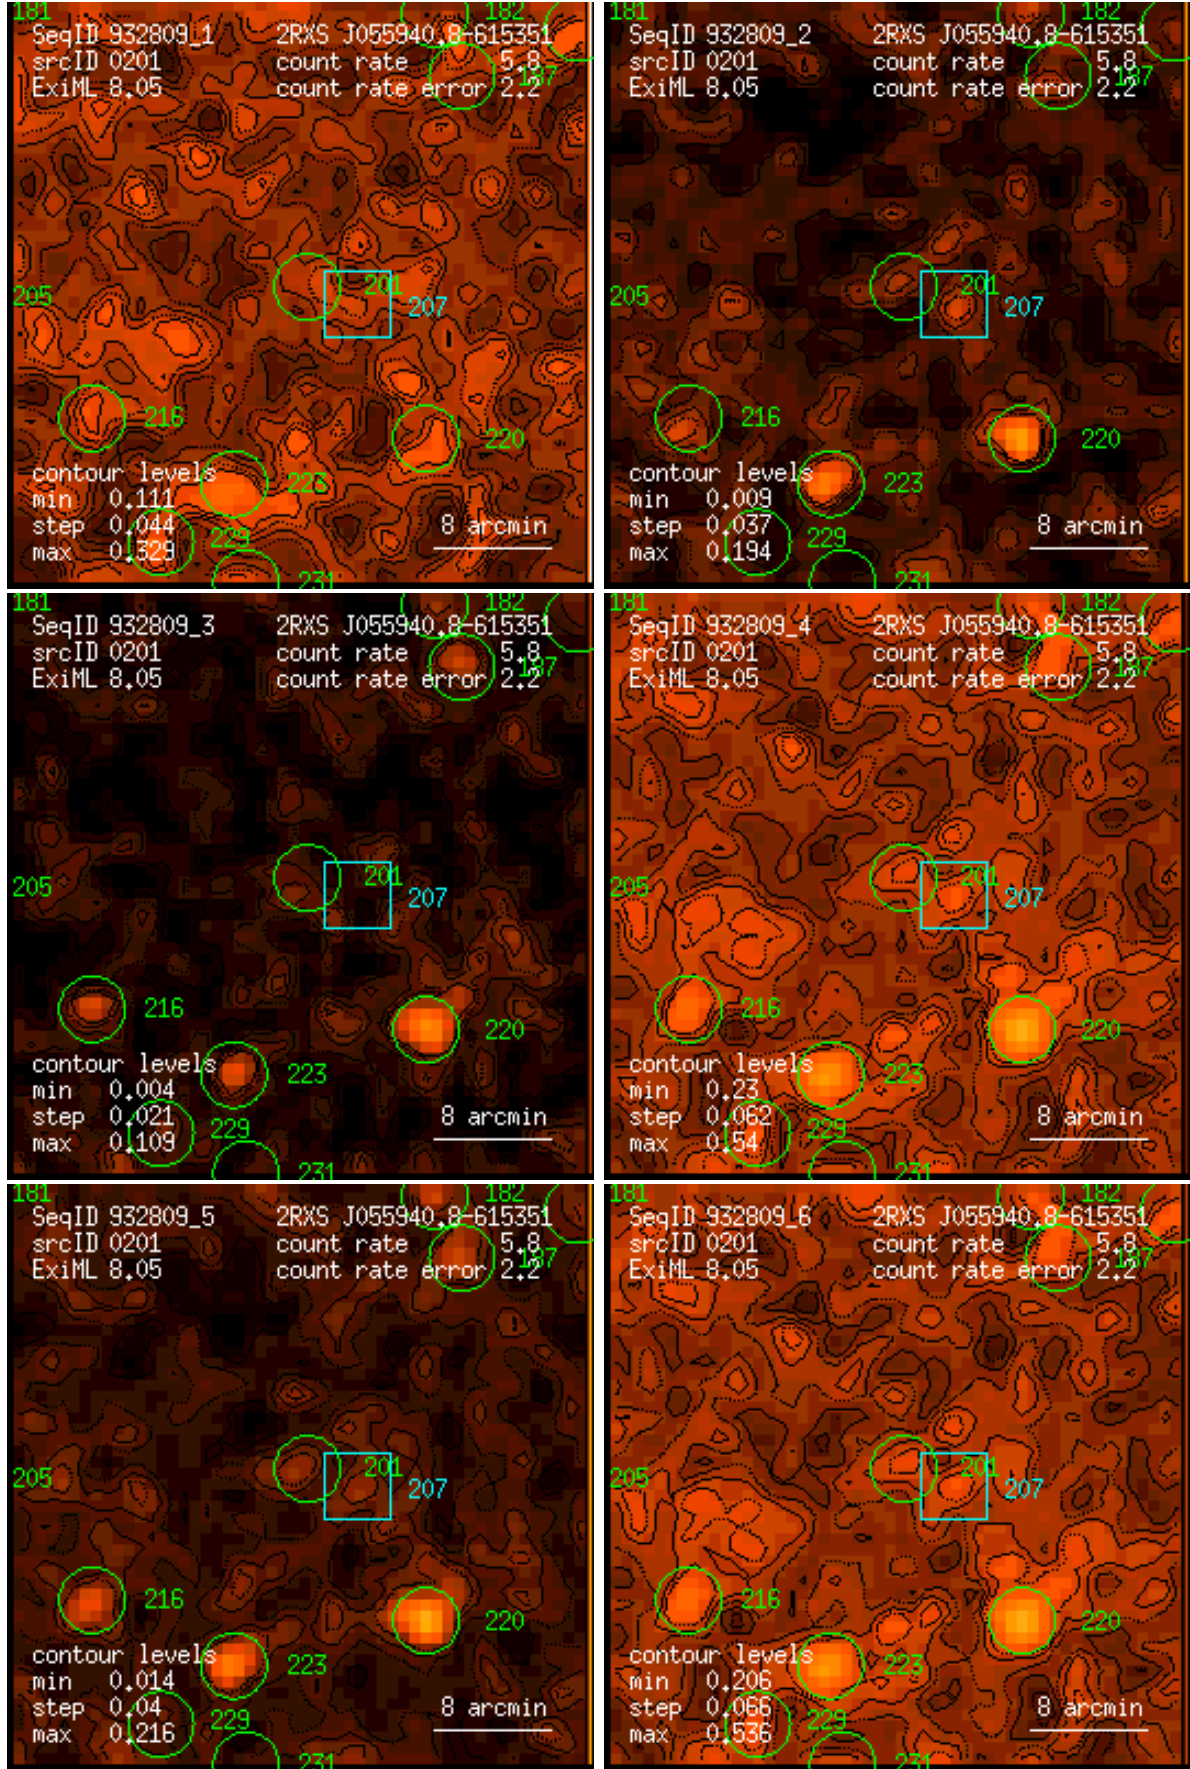 181 182
SeqID 932809_1 2RXS J055940.8-615351
srcID 0201 count rate 5.8
ExiML 8.05 count rate error 2.2
187
201
205 207
216
220
contour levels
223
min 0.111
step 0.044 8 arcmin
max 0.329 229
231
181 182
SeqID 932809_2 2RXS J055940.8-615351
srcID 0201 count rate 5.8
ExiML 8.05 count rate error 2.2
187
201
205 207
216
220
contour levels
223
min 0.009
step 0.037 8 arcmin
max 0.194 229
231
181 182
SeqID 932809_3 2RXS J055940.8-615351
srcID 0201 count rate 5.8
ExiML 8.05 count rate error 2.2
187
201
205 207
216
220
contour levels
223
min 0.004
step 0.021 8 arcmin
max 0.109 229
231
181 182
SeqID 932809_4 2RXS J055940.8-615351
srcID 0201 count rate 5.8
ExiML 8.05 count rate error 2.2
187
201
205 207
216
220
contour levels
223
min 0.23
step 0.062 8 arcmin
max 0.54 229
231
181 182
SeqID 932809_5 2RXS J055940.8-615351
srcID 0201 count rate 5.8
ExiML 8.05 count rate error 2.2
187
201
205 207
216
220
contour levels
223
min 0.014
step 0.04 8 arcmin
max 0.216 229
231
181 182
SeqID 932809_6 2RXS J055940.8-615351
srcID 0201 count rate 5.8
ExiML 8.05 count rate error 2.2
187
201
205 207
216
220
contour levels
223
min 0.206
step 0.066 8 arcmin
max 0.536 229
231